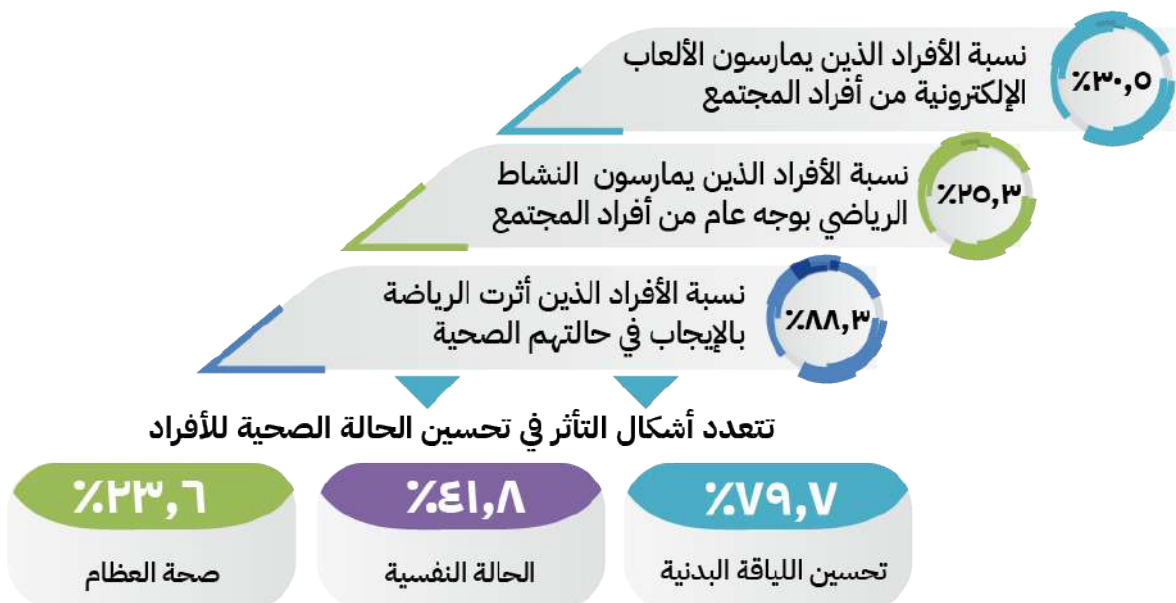 نسبة الأفراد الذين يمارسون الألعاب
الإلكترونية من أفراد المجتمع
٪٣٠,٥
نسبة الأفراد الذين يمارسون النشاط
الرياضي بوجه عام من أفراد المجتمع
٪٢٥,٣
نسبة الأفراد الذين أثرت الرياضة
بالإيجاب في حالتهم الصحية
٪٨٨,٣
تتعدد أشكال التأثر في تحسين الحالة الصحية للأفراد
٪٧٩,٧
تحسين اللياقة البدنية
٪٤١,٨
الحالة النفسية
٪٢٣,٦
صحة العظام